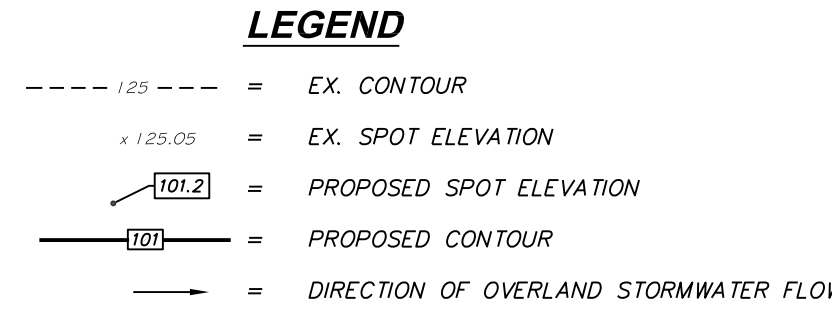 LEGEND
125 = EX. CONTOUR
x 125.05 = EX. SPOT ELEVATION
101.2 = PROPOSED SPOT ELEVATION
101 = PROPOSED CONTOUR
= DIRECTION OF OVERLAND STORMWATER FLOW